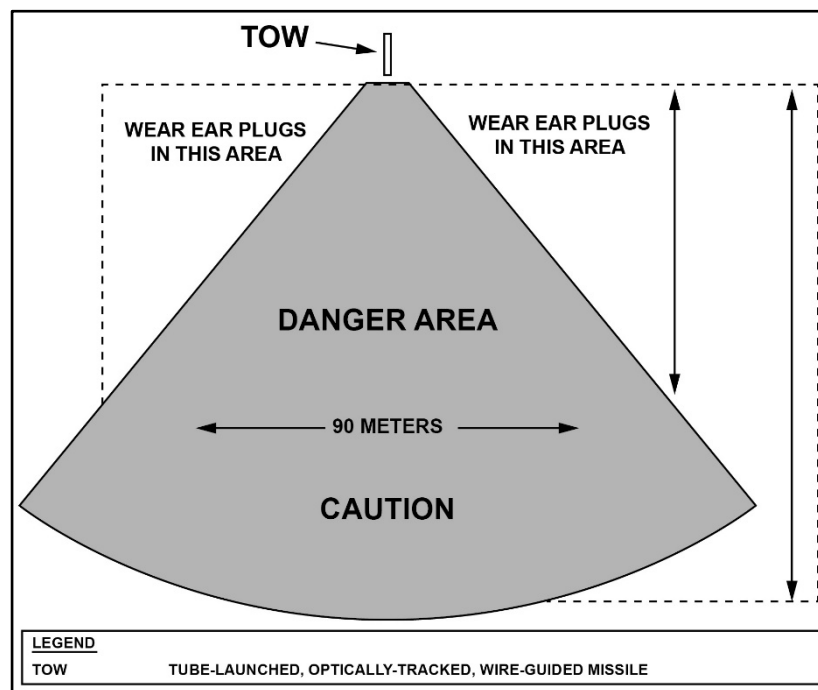 TOW
WEAR EAR PLUGS
IN THIS AREA
WEAR EAR PLUGS
IN THIS AREA
DANGER AREA
90 METERS
CAUTION
LEGEND
TOW TUBE-LAUNCHED, OPTICALLY-TRACKED, WIRE-GUIDED MISSILE